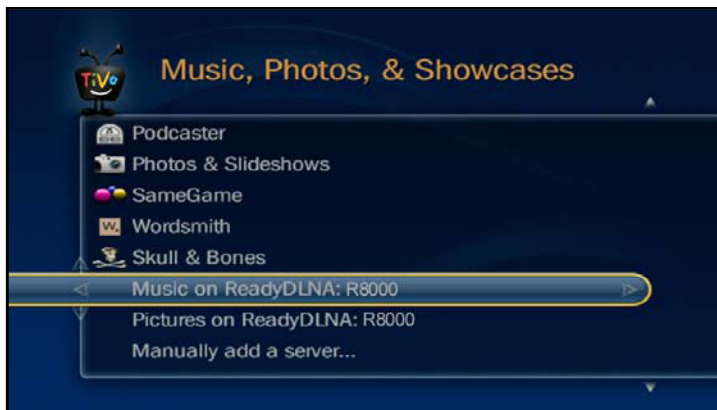 TiVo
Music, Photos, & Showcases
Podcaster
Photos & Slideshows
SameGame
W
Wordsmith
Skull & Bones
Music on ReadyDLNA: R8000
Pictures on ReadyDLNA: R8000
Manually add a server...